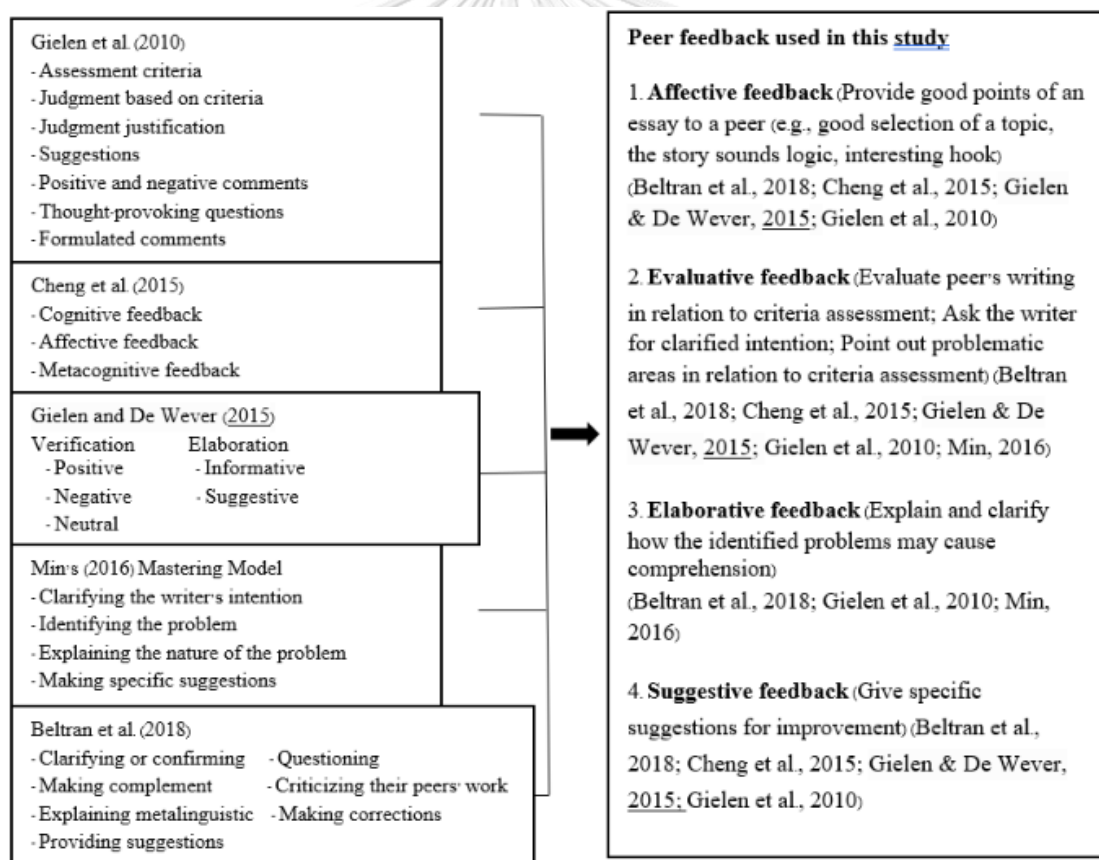 Gielen et al. (2010)
- Assessment criteria
- Judgment based on criteria
- Judgment justification
- Suggestions
- Positive and negative comments
- Thought-provoking questions
- Formulated comments
Cheng et al. (2015)
- Cognitive feedback
- Affective feedback
- Metacognitive feedback
Gielen and De Wever (2015)
Verification Elaboration
- Positive - Informative
- Negative - Suggestive
- Neutral
Min's (2016) Mastering Model
- Clarifying the writer's intention
- Identifying the problem
- Explaining the nature of the problem
- Making specific suggestions
Beltran et al. (2018)
- Clarifying or confirming - Questioning
- Making complement - Criticizing their peers' work
- Explaining metalinguistic - Making corrections
- Providing suggestions
Peer feedback used in this study
1. Affective feedback (Provide good points of an
essay to a peer (e.g., good selection of a topic,
the story sounds logic, interesting hook)
(Beltran et al., 2018; Cheng et al., 2015; Gielen
& De Wever, 2015; Gielen et al., 2010)
2. Evaluative feedback (Evaluate peer's writing
in relation to criteria assessment; Ask the
writer for clarified intention; Point out problematic
areas in relation to criteria assessment) (Beltran
et al., 2018; Cheng et al., 2015; Gielen & De
Wever, 2015; Gielen et al., 2010; Min, 2016)
3. Elaborative feedback (Explain and clarify
how the identified problems may cause
comprehension)
(Beltran et al., 2018; Gielen et al., 2010; Min,
2016)
4. Suggestive feedback (Give specific
suggestions for improvement) (Beltran et al.,
2018; Cheng et al., 2015; Gielen & De Wever,
2015; Gielen et al., 2010)